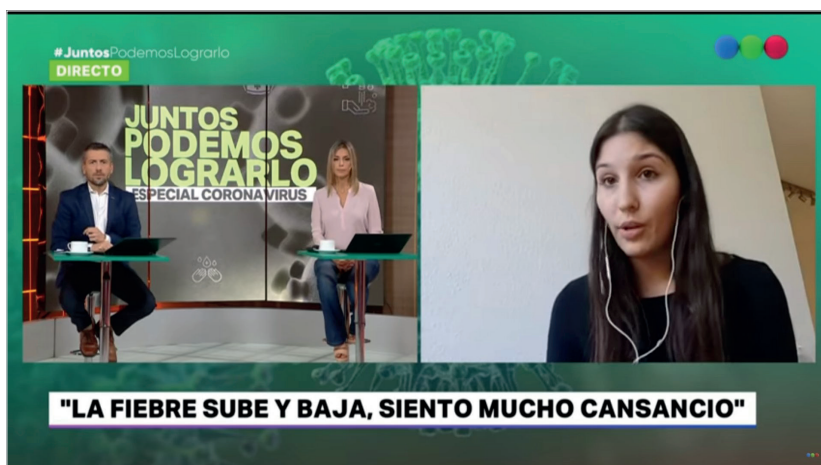 #JuntosPodemosLograrlo
DIRECTO
JUNTOS
PODEMOS
LOGRARLO
ESPECIAL CORONAVIRUS
"LA FIEBRE SUBE Y BAJA, SIENTO MUCHO CANSANCIO"